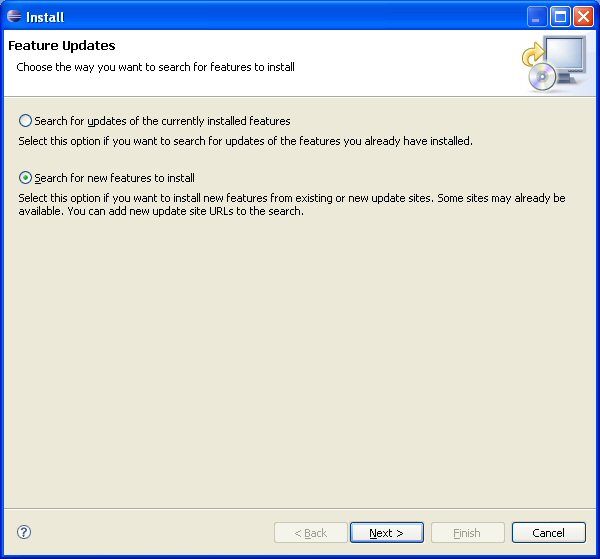 Install
Feature Updates
Choose the way you want to search for features to install
Search for updates of the currently installed features
Select this option if you want to search for updates of the features you already have installed.
Search for new features to install
Select this option if you want to install new features from existing or new update sites. Some sites may already be
available. You can add new update site URLs to the search.
?
< Back
Next >
Finish
Cancel